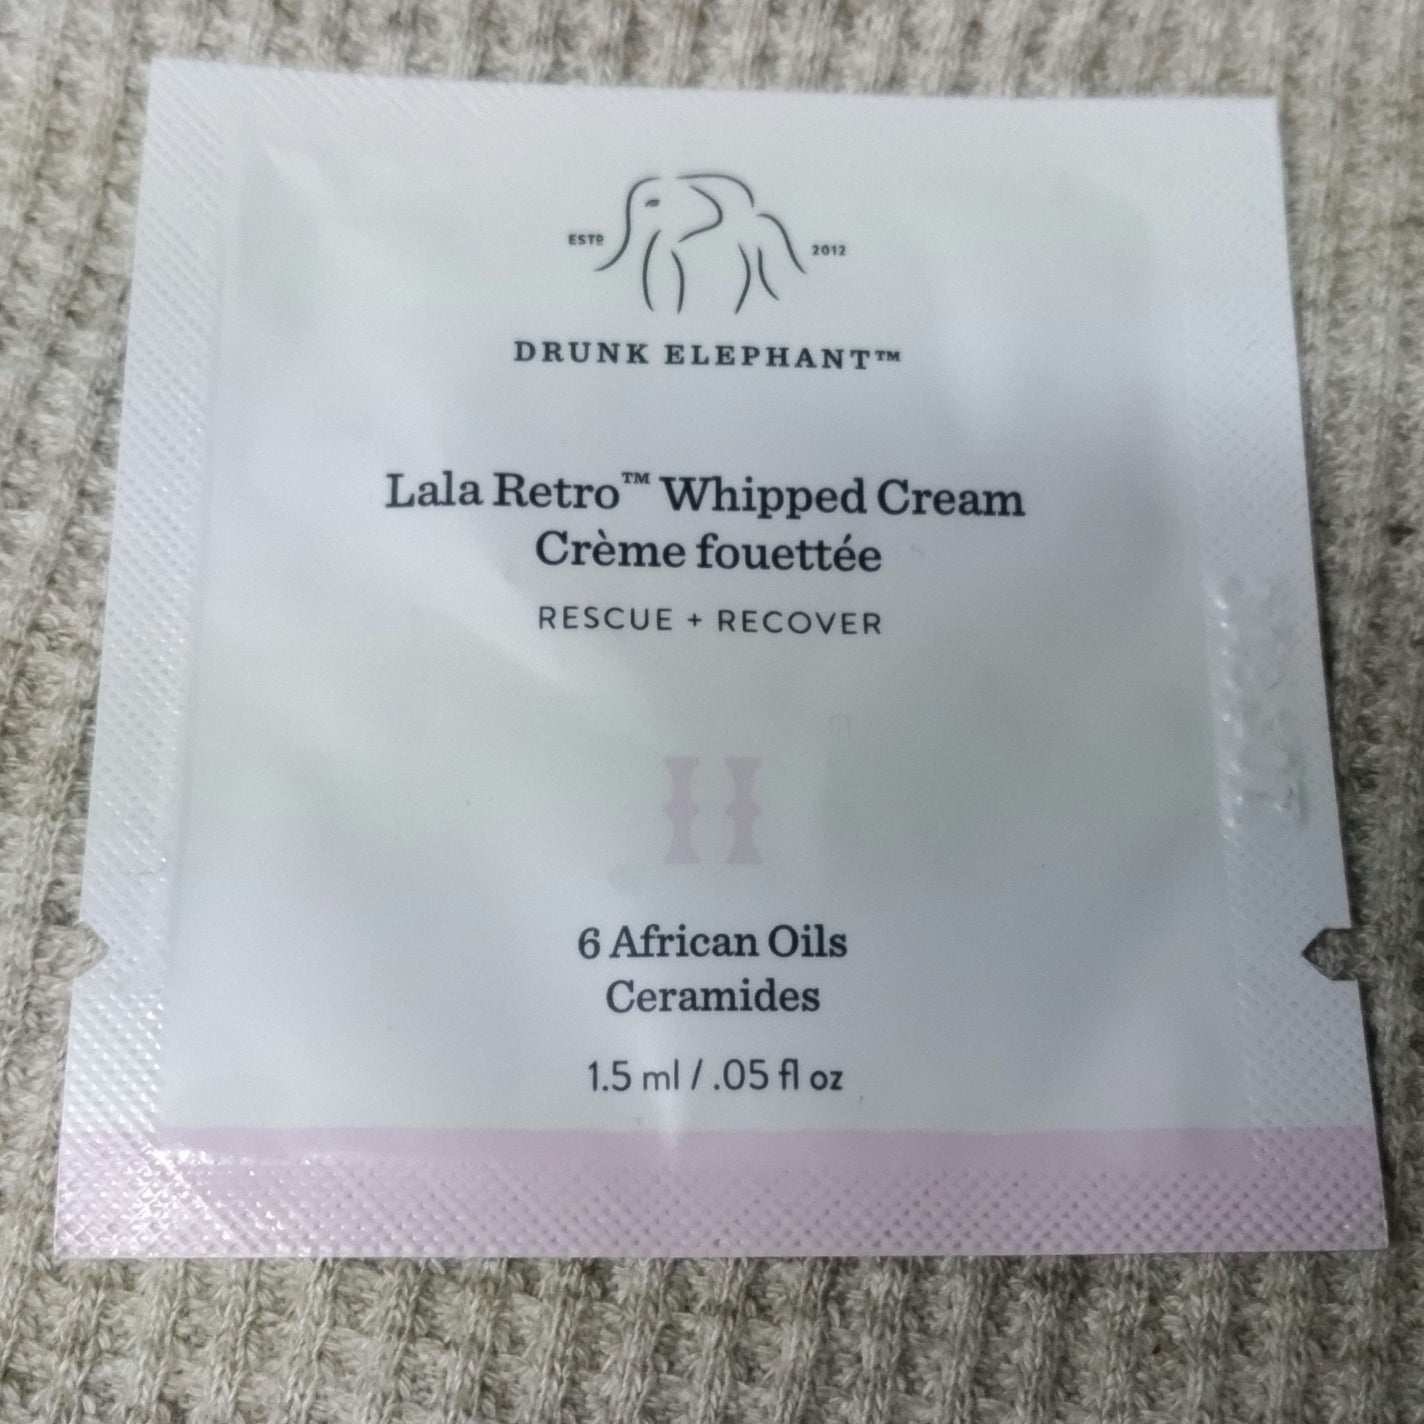 ESTD 2012
DRUNK ELEPHANT™
Lala Retro™ Whipped Cream
Crème fouettée
RESCUE + RECOVER
6 African Oils
Ceramides
1.5 ml / .05 fl oz